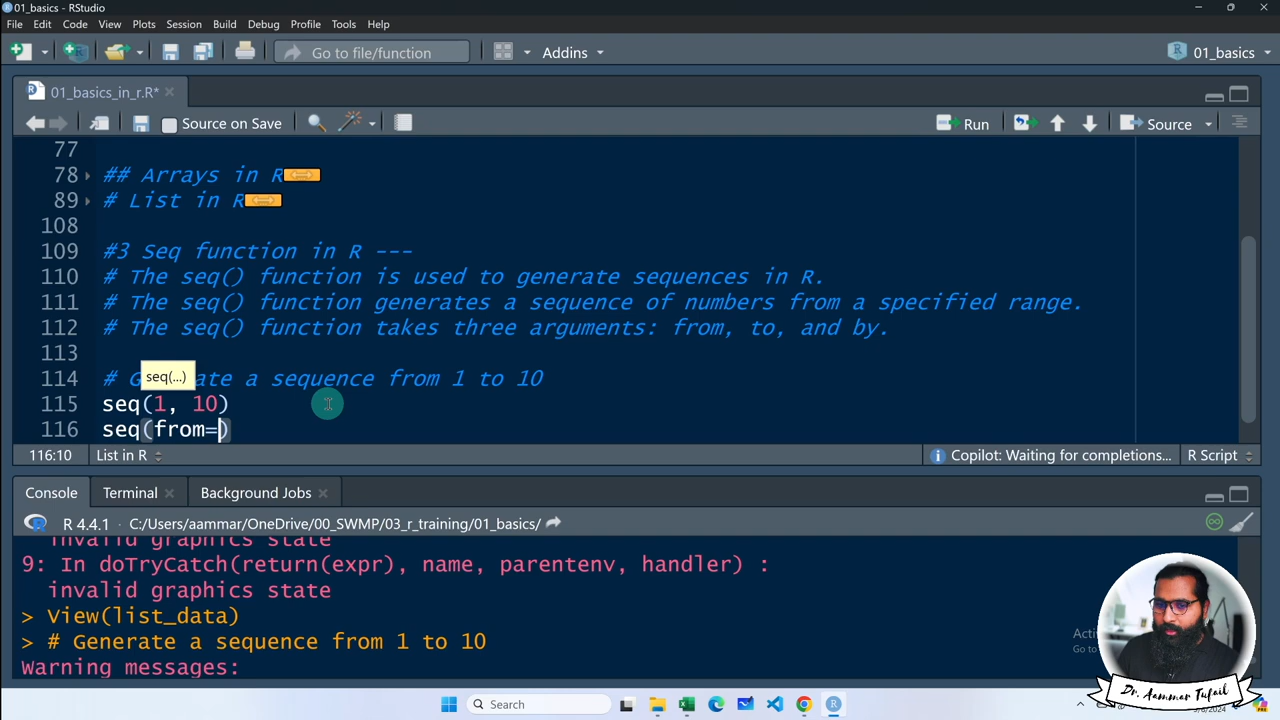 01_basics - RStudio
File Edit Code View Plots Session Build Debug Profile Tools Help
Go to file/function Addins 01_basics
01_basics_in_r.R*
Source on Save Run Source
77
78 ## Arrays in R
89 # List in R
108
109 #3 Seq function in R ---
110 # The seq() function is used to generate sequences in R.
111 # The seq() function generates a sequence of numbers from a specified range.
112 # The seq() function takes three arguments: from, to, and by.
113
seq(...)
114 # G ate a sequence from 1 to 10
115 seq(1, 10)
116 seq(from=)
116:10 List in R Copilot: Waiting for completions... R Script
Console Terminal Background Jobs
R 4.4.1 · C:/Users/aammar/OneDrive/00_SWMP/03_r_training/01_basics/
invalid graphics state
9: In doTryCatch(return(expr), name, parentenv, handler) :
invalid graphics state
> View(list_data)
> # Generate a sequence from 1 to 10
Warning messages:
Dr. Aammar Tufail
Search